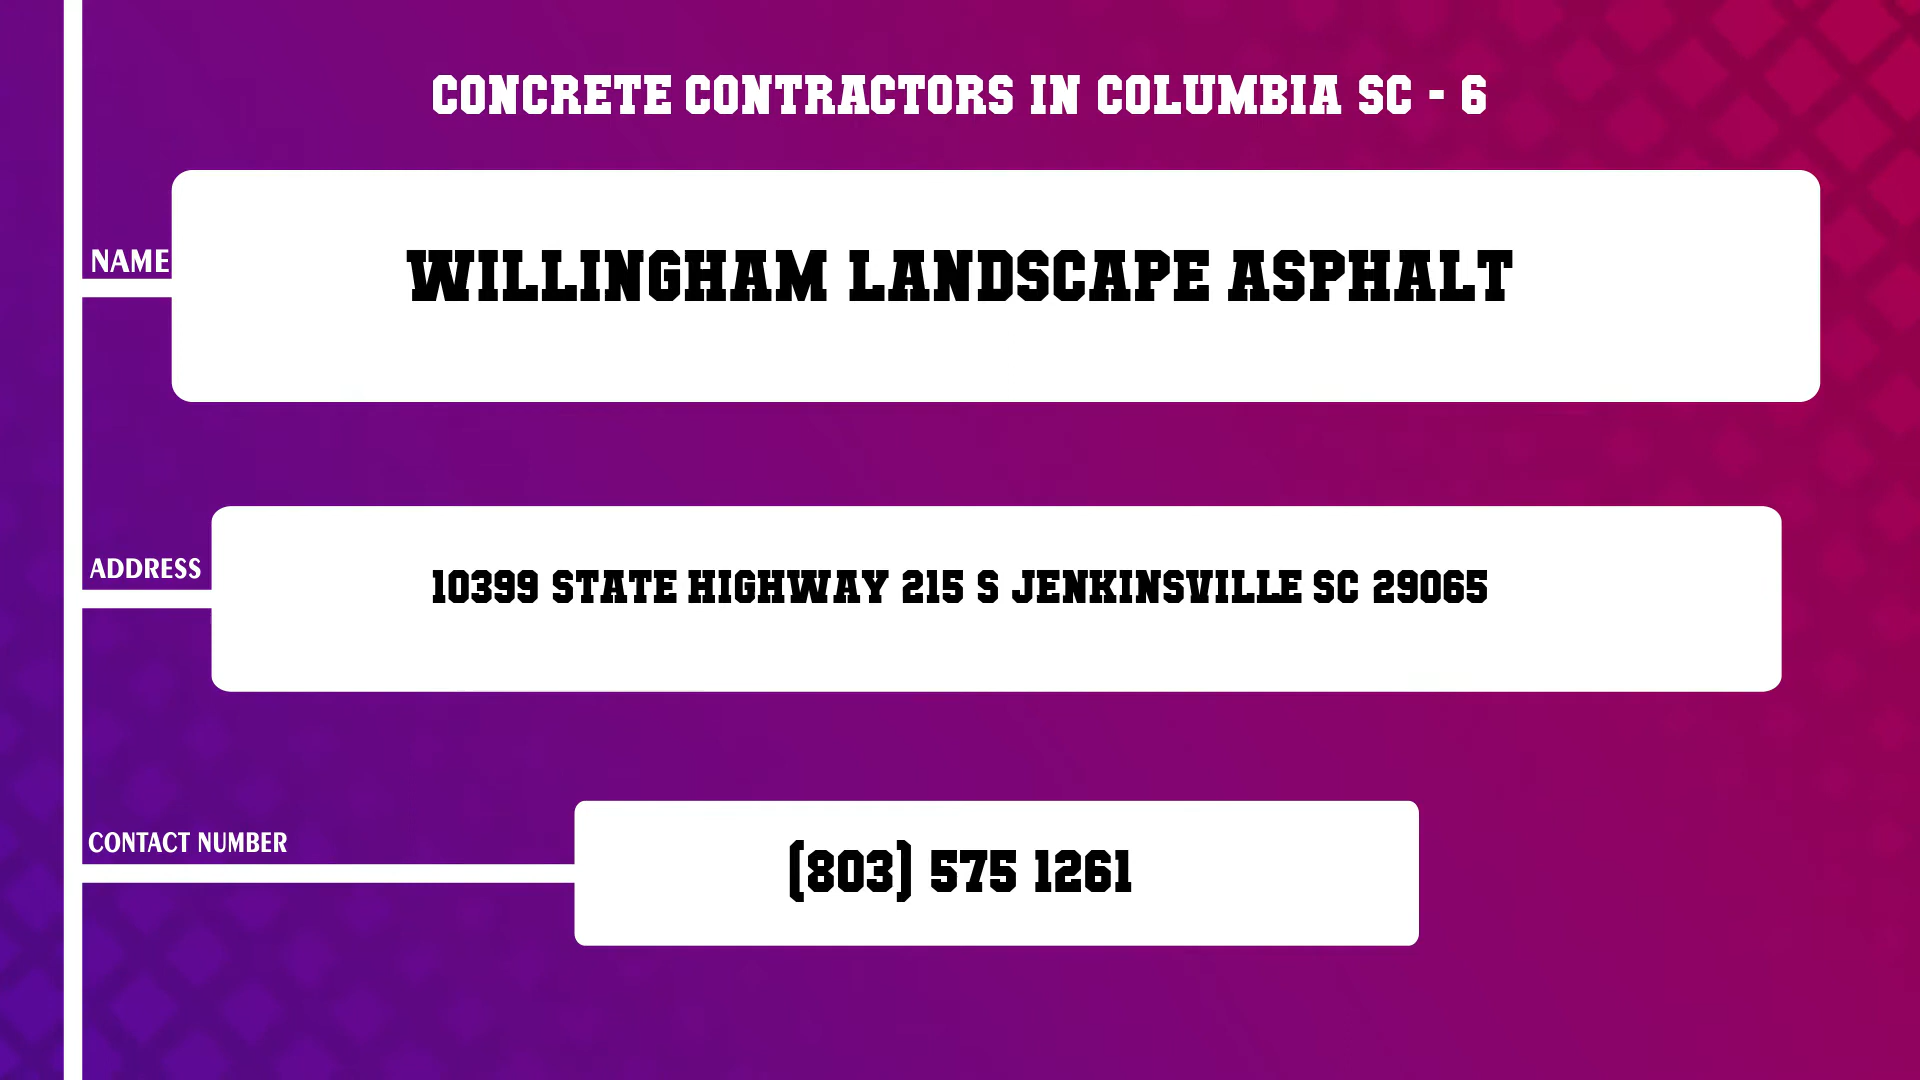 CONCRETE CONTRACTORS IN COLUMBIA SC - 6
NAME
WILLINGHAM LANDSCAPE ASPHALT
ADDRESS
10399 STATE HIGHWAY 215 S JENKINSVILLE SC 29065
CONTACT NUMBER
(803) 575 1261